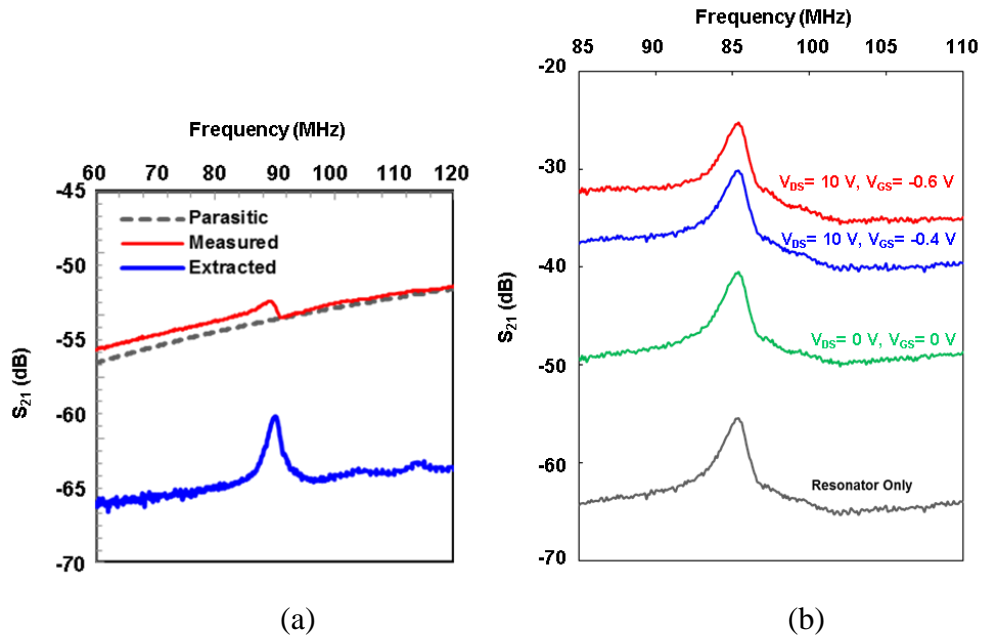 Frequency (MHz)
60 70 80 90 100 110 120
-45
-50
-55
-60
-65
-70
S21 (dB)
Parasitic
Measured
Extracted
(a)
Frequency (MHz)
85 90 85 100 105 110
-20
-30
-40
-50
-60
-70
S21 (dB)
VDS= 10 V, VGS= -0.6 V
VDS= 10 V, VGS= -0.4 V
VDS= 0 V, VGS= 0 V
Resonator Only
(b)